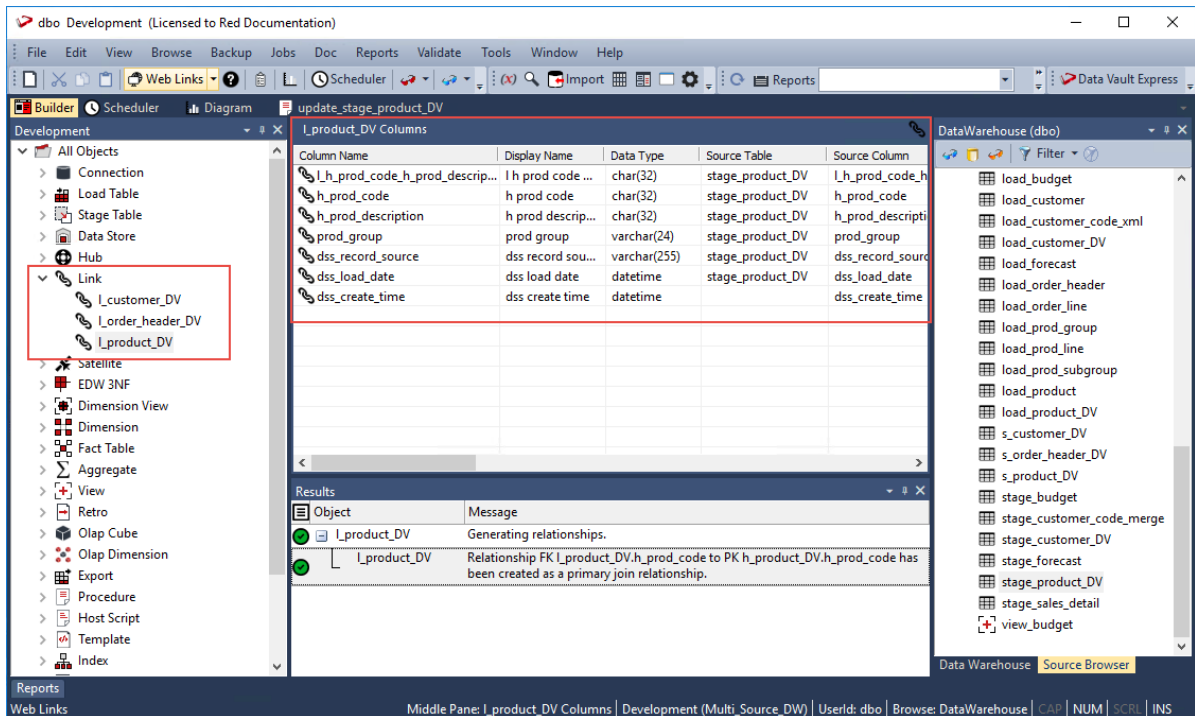 dbo Development (Licensed to Red Documentation)
File Edit View Browse Backup Jobs Doc Reports Validate Tools Window Help
Web Links Scheduler (x) Import Reports Data Vault Express
Builder Scheduler Diagram update_stage_product_DV
Development
All Objects
Connection
Load Table
Stage Table
Data Store
Hub
Link
l_customer_DV
l_order_header_DV
l_product_DV
Satellite
EDW 3NF
Dimension View
Dimension
Fact Table
Aggregate
View
Retro
Olap Cube
Olap Dimension
Export
Procedure
Host Script
Template
Index
l_product_DV Columns
Column Name Display Name Data Type Source Table Source Column
l_h_prod_code_h_prod_descrip... l h prod code ... char(32) stage_product_DV l_h_prod_code_h
h_prod_code h prod code char(32) stage_product_DV h_prod_code
h_prod_description h prod descrip... char(32) stage_product_DV h_prod_descripti
prod_group prod group varchar(24) stage_product_DV prod_group
dss_record_source dss record sou... varchar(255) stage_product_DV dss_record_sourc
dss_load_date dss load date datetime stage_product_DV dss_load_date
dss_create_time dss create time datetime dss_create_time
Results
Object Message
l_product_DV Generating relationships.
l_product_DV Relationship FK l_product_DV.h_prod_code to PK h_product_DV.h_prod_code has
been created as a primary join relationship.
DataWarehouse (dbo)
Filter
load_budget
load_customer
load_customer_code_xml
load_customer_DV
load_forecast
load_order_header
load_order_line
load_prod_group
load_prod_line
load_prod_subgroup
load_product
load_product_DV
s_customer_DV
s_order_header_DV
s_product_DV
stage_budget
stage_customer_code_merge
stage_customer_DV
stage_forecast
stage_product_DV
stage_sales_detail
view_budget
Data Warehouse Source Browser
Reports
Web Links Middle Pane: l_product_DV Columns Development (Multi_Source_DW) UserId: dbo Browse: DataWarehouse CAP NUM SCRL INS